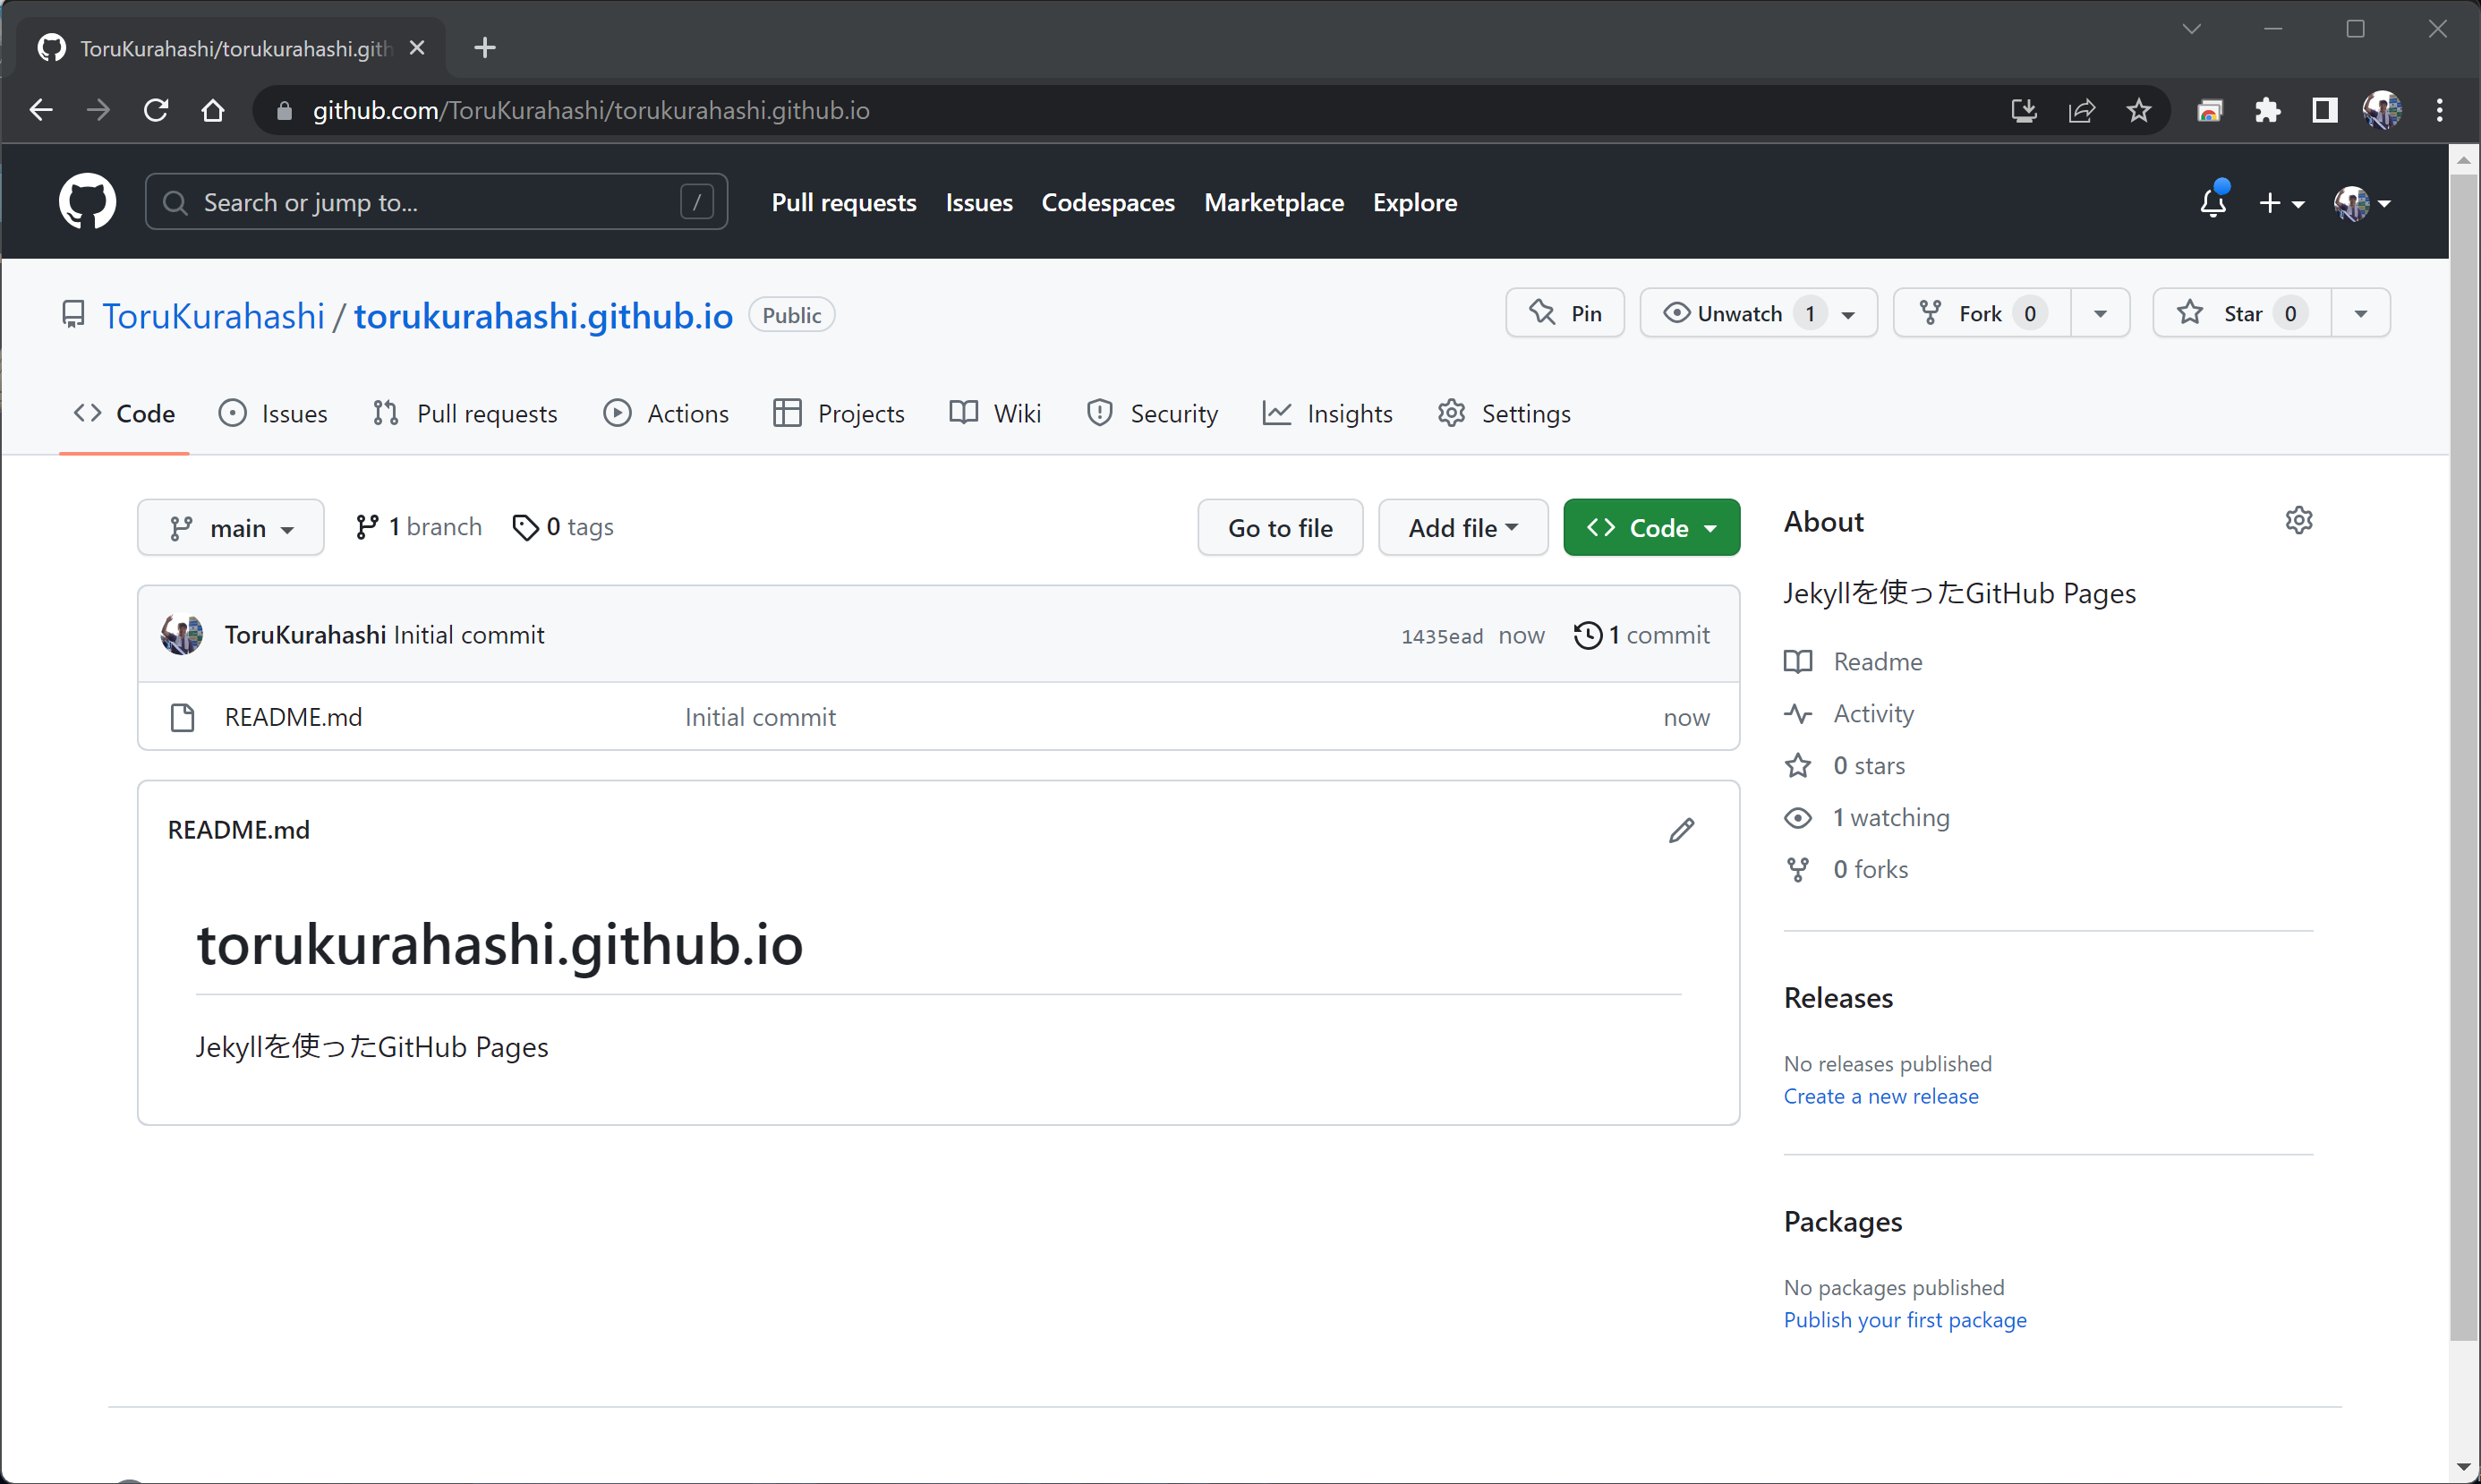 ToruKurahashi/torukurahashi.gith
github.com/ToruKurahashi/torukurahashi.github.io
Search or jump to... /
Pull requests Issues Codespaces Marketplace Explore
ToruKurahashi / torukurahashi.github.io Public
Pin Unwatch 1 Fork 0 Star 0
Code Issues Pull requests Actions Projects Wiki Security Insights Settings
main 1 branch 0 tags Go to file Add file Code
ToruKurahashi Initial commit 1435ead now 1 commit
README.md Initial commit now
README.md
torukurahashi.github.io
Jekyllを使ったGitHub Pages
About
Jekyllを使ったGitHub Pages
Readme
Activity
0 stars
1 watching
0 forks
Releases
No releases published
Create a new release
Packages
No packages published
Publish your first package